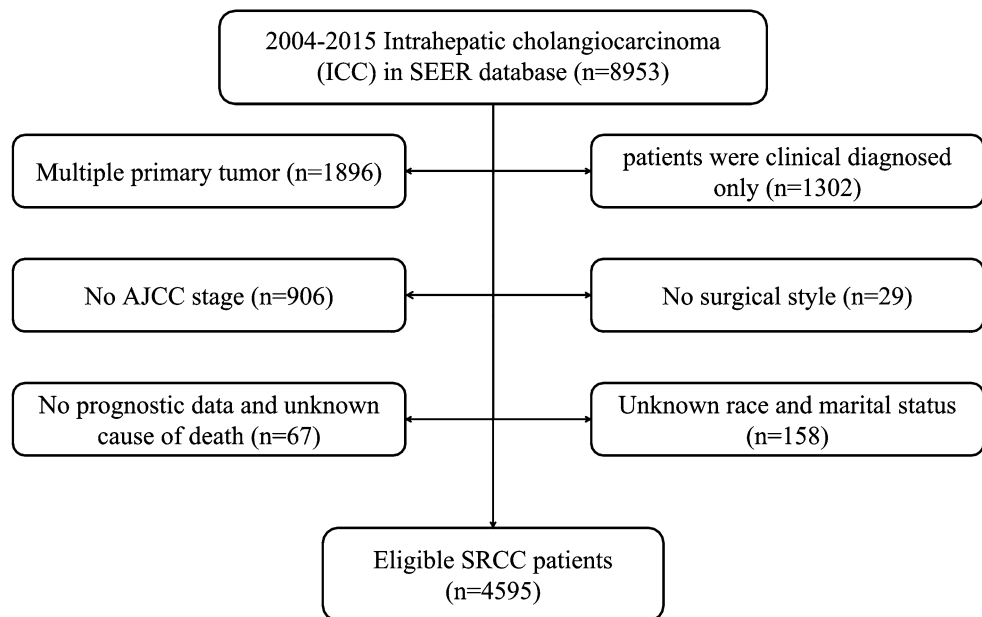 2004-2015 Intrahepatic cholangiocarcinoma
(ICC) in SEER database (n=8953)
Multiple primary tumor (n=1896)
patients were clinical diagnosed
only (n=1302)
No AJCC stage (n=906)
No surgical style (n=29)
No prognostic data and unknown
cause of death (n=67)
Unknown race and marital status
(n=158)
Eligible SRCC patients
(n=4595)